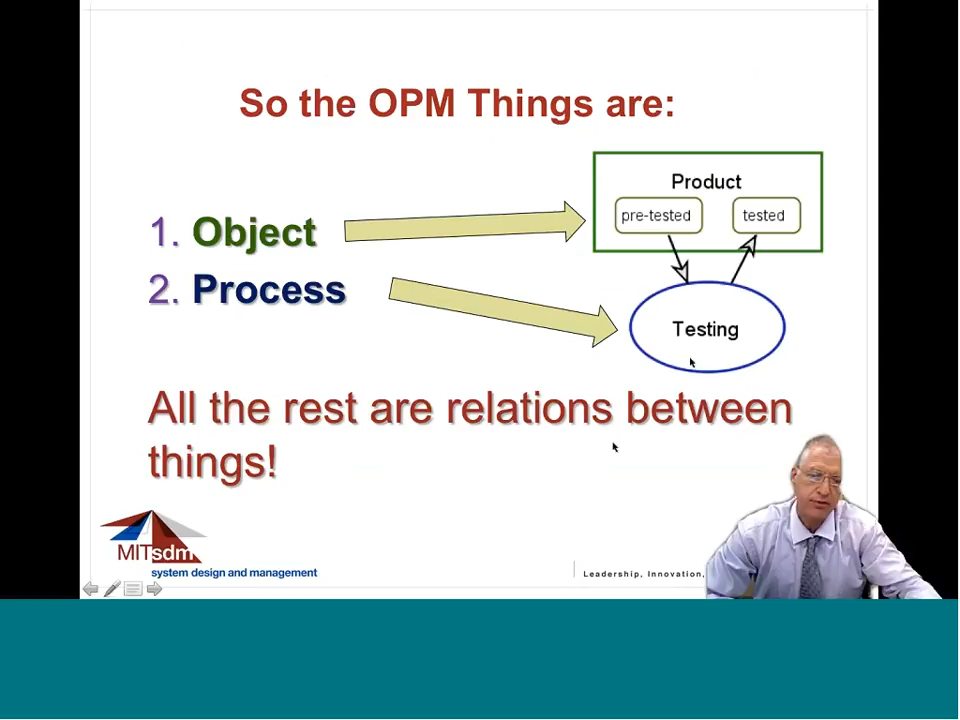 So the OPM Things are:
Product
pre-tested
tested
1. Object
2. Process
Testing
All the rest are relations between
things!
MITsdm
system design and management
Leadership, Innovation,